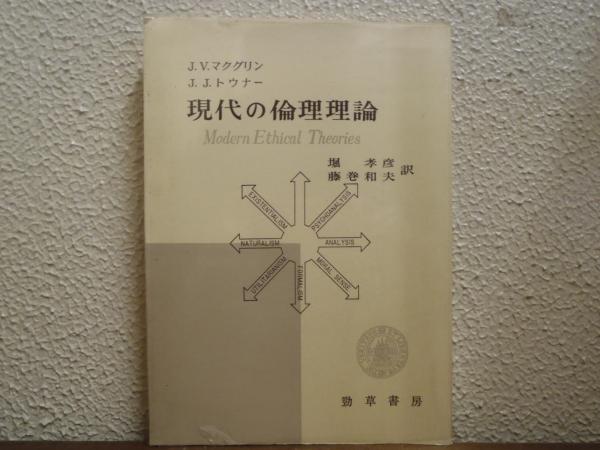 J.V.マクグリン
J.J.トウナー
現代の倫理理論
Modern Ethical Theories
堀 孝彦
藤巻和夫 訳
EXISTENTIALISM
PSYCHOANALYSIS
NATURALISM
ANALYSIS
UTILITARIANISM
FORMALISM
MORAL SENSE
勁草書房